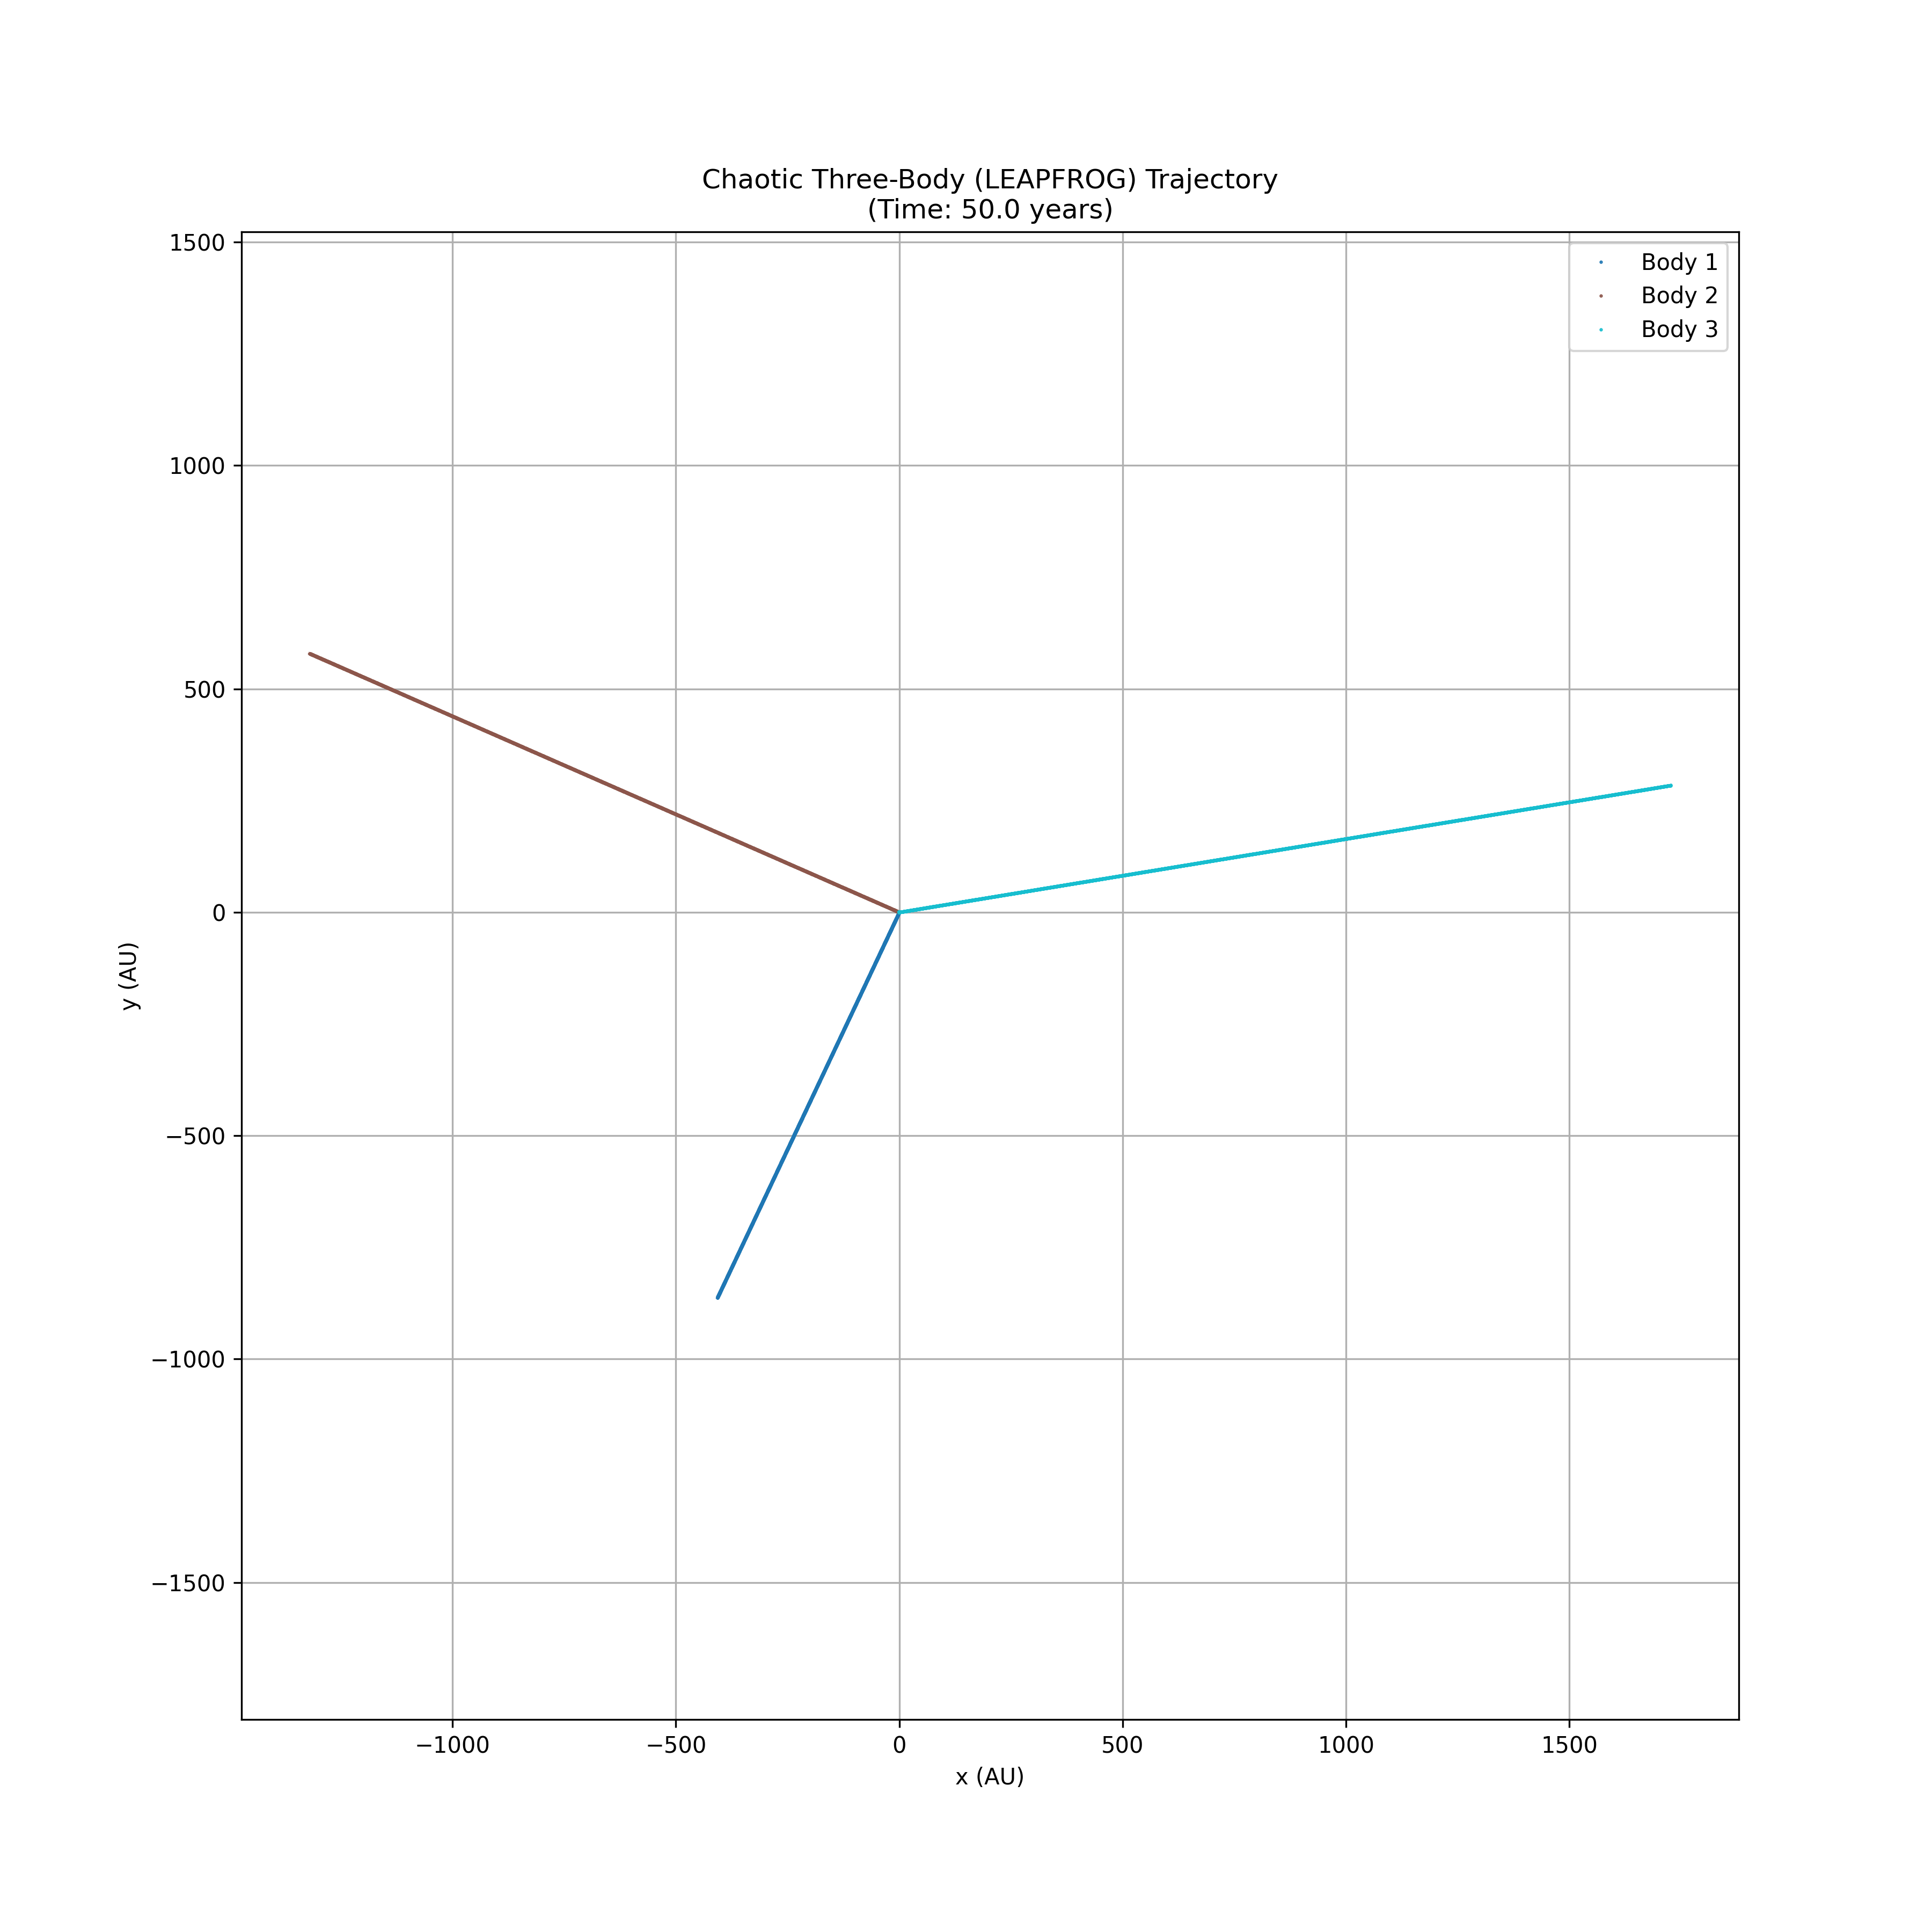 Chaotic Three-Body (LEAPFROG) Trajectory
(Time: 50.0 years)
Body 1
Body 2
Body 3
1500
1000
500
0
−500
−1000
−1500
y (AU)
−1000
−500
0
500
1000
1500
x (AU)